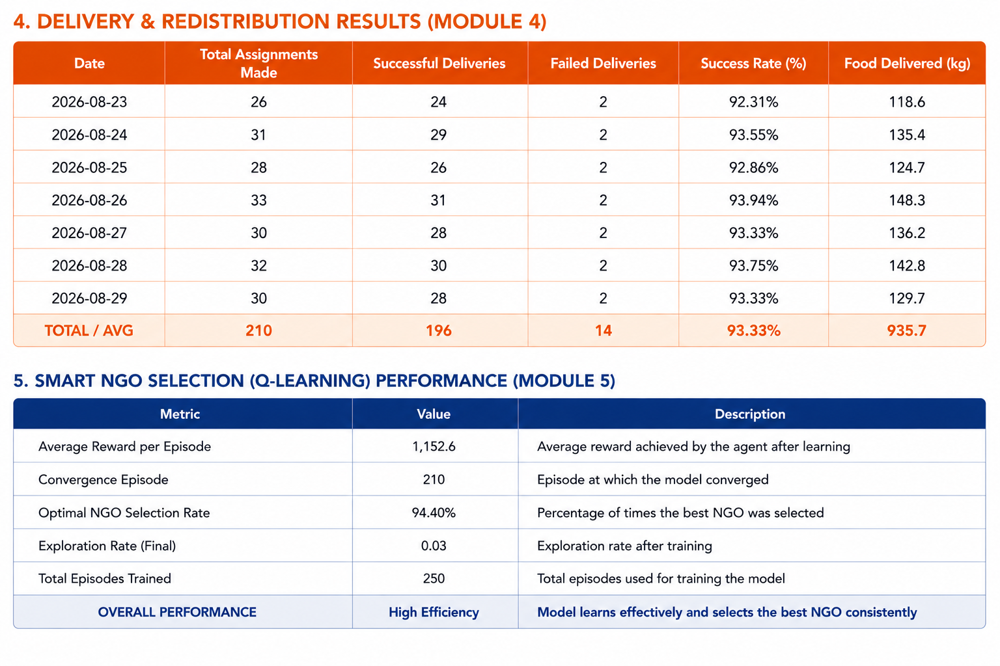 4. DELIVERY & REDISTRIBUTION RESULTS (MODULE 4)
Date Total Assignments Made Successful Deliveries Failed Deliveries Success Rate (%) Food Delivered (kg)
2026-08-23 26 24 2 92.31% 118.6
2026-08-24 31 29 2 93.55% 135.4
2026-08-25 28 26 2 92.86% 124.7
2026-08-26 33 31 2 93.94% 148.3
2026-08-27 30 28 2 93.33% 136.2
2026-08-28 32 30 2 93.75% 142.8
2026-08-29 30 28 2 93.33% 129.7
TOTAL / AVG 210 196 14 93.33% 935.7
5. SMART NGO SELECTION (Q-LEARNING) PERFORMANCE (MODULE 5)
Metric Value Description
Average Reward per Episode 1,152.6 Average reward achieved by the agent after learning
Convergence Episode 210 Episode at which the model converged
Optimal NGO Selection Rate 94.40% Percentage of times the best NGO was selected
Exploration Rate (Final) 0.03 Exploration rate after training
Total Episodes Trained 250 Total episodes used for training the model
OVERALL PERFORMANCE High Efficiency Model learns effectively and selects the best NGO consistently